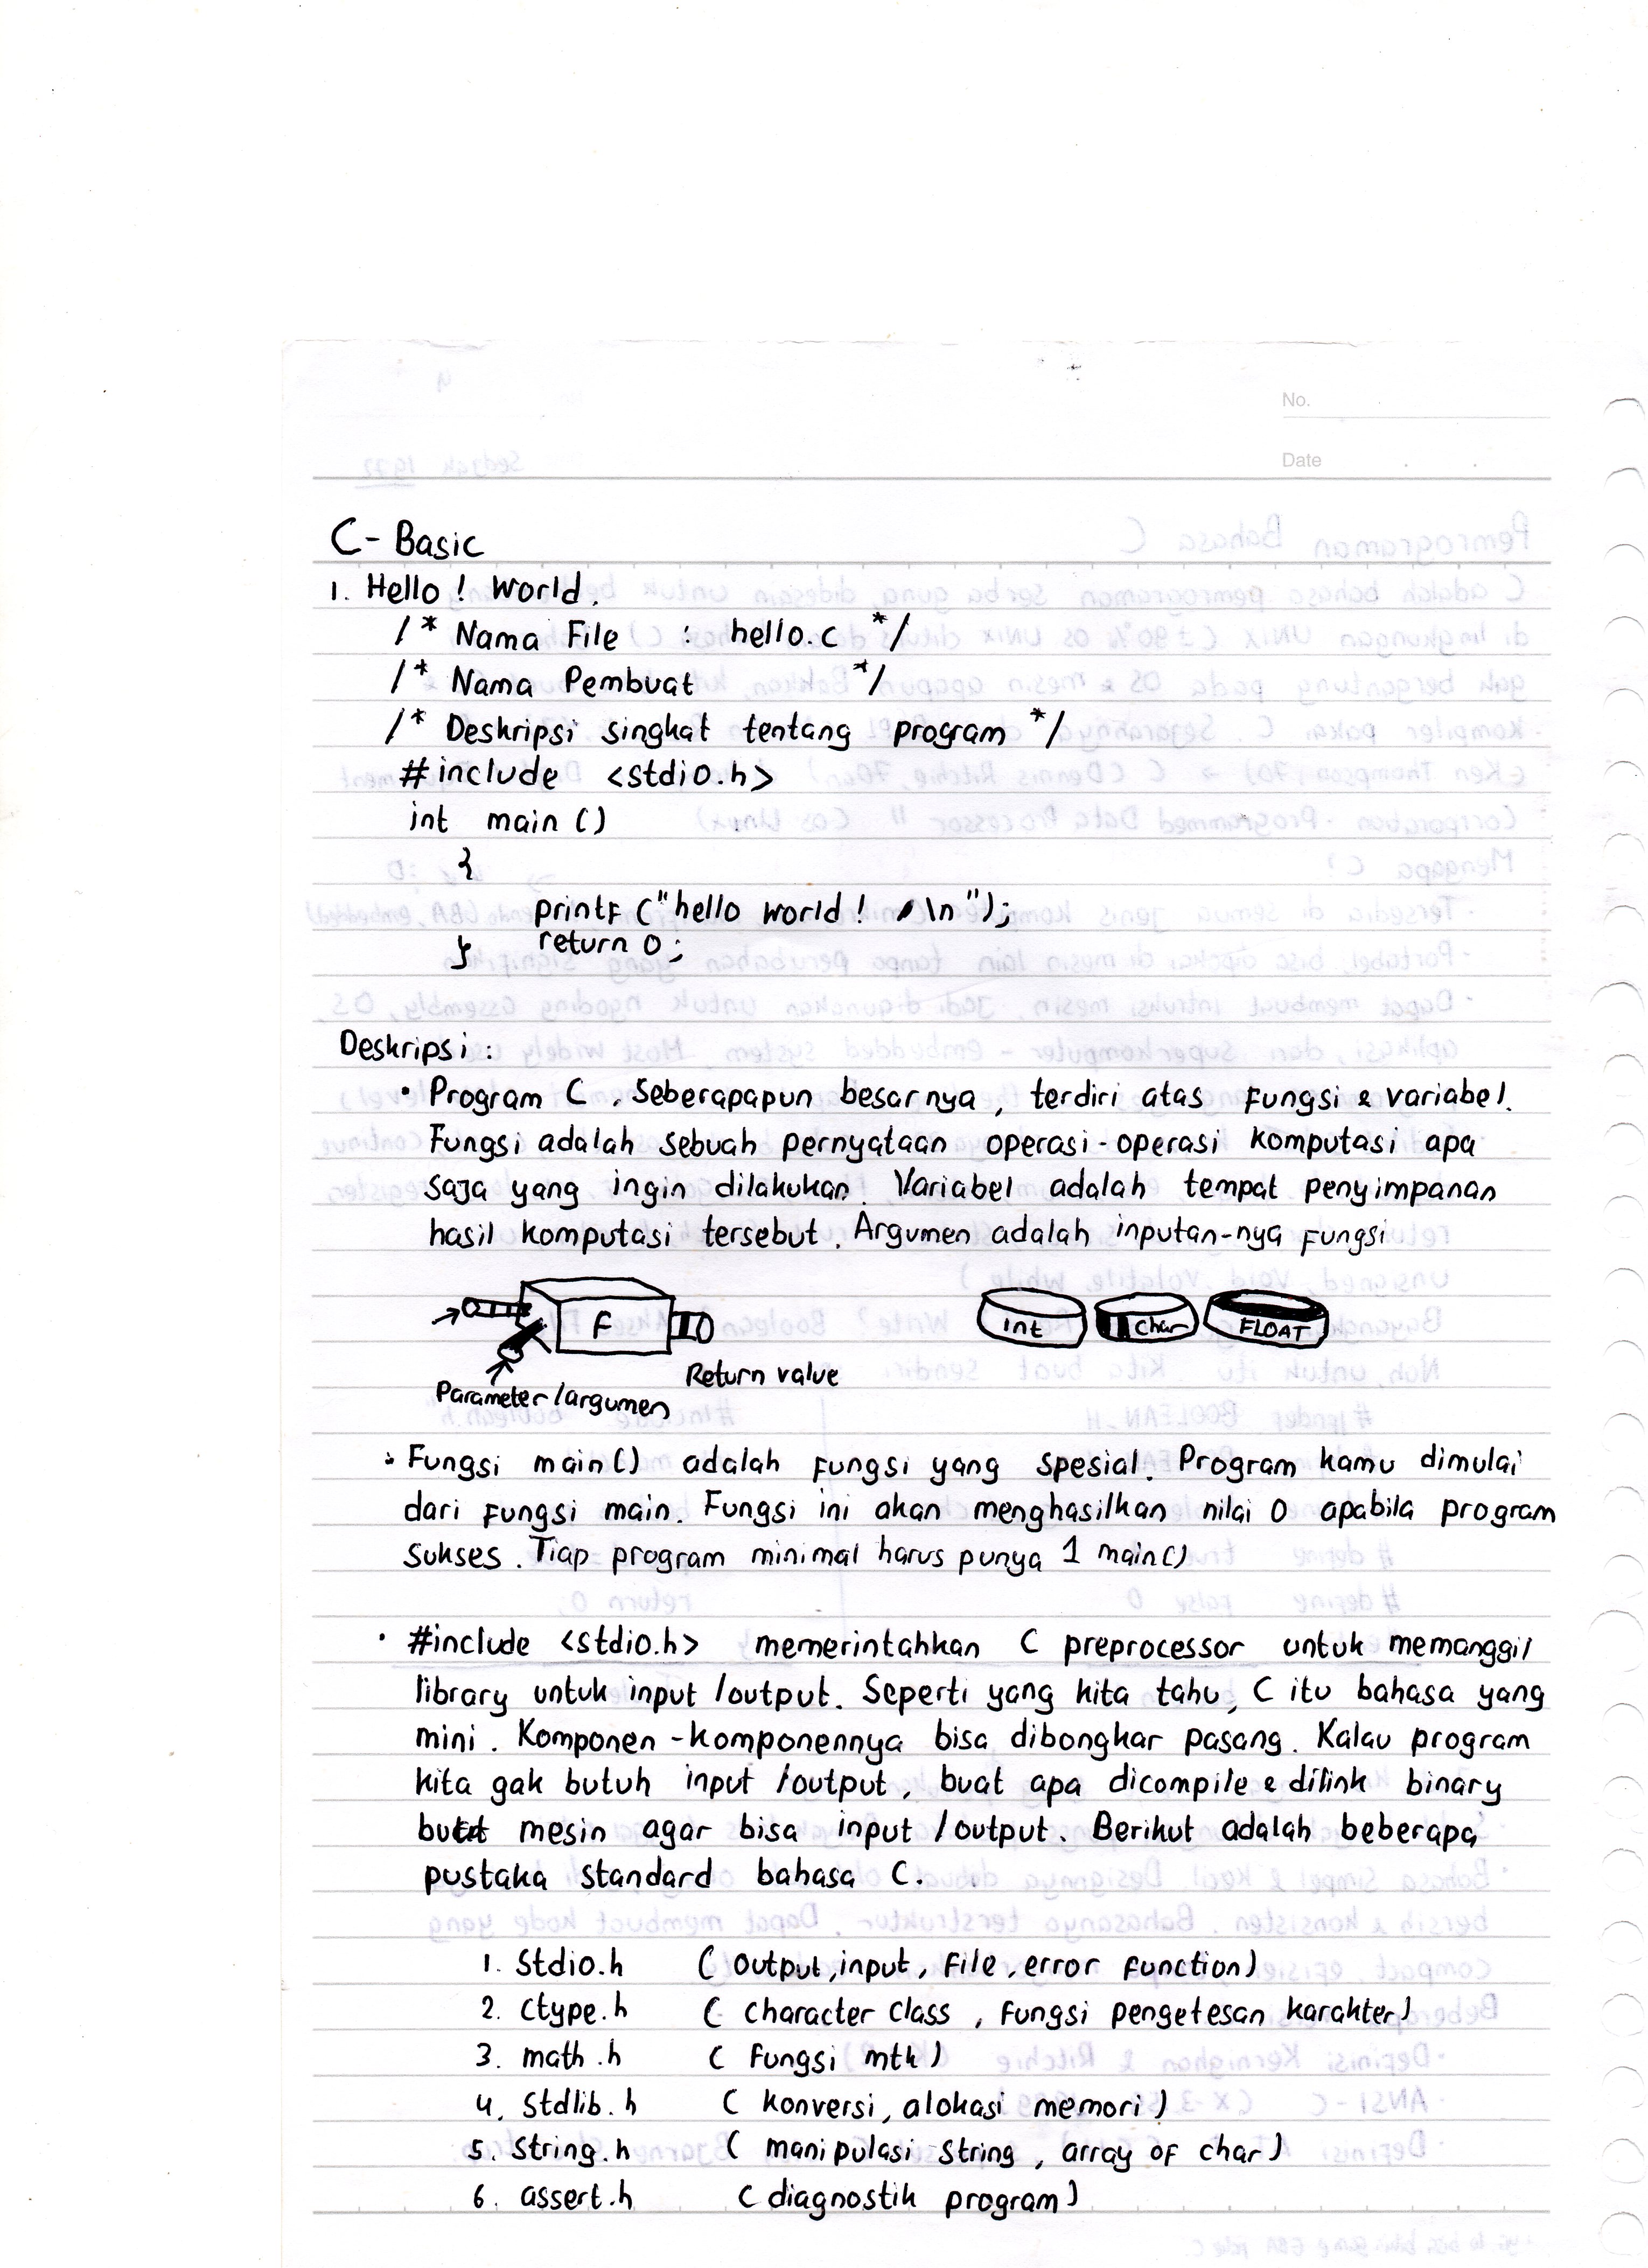 No.
Date
C- Basic
1. Hello! World.
/* Nama File : hello.c */
/* Nama Pembuat */
/* Deskripsi singkat tentang program */
#include <stdio.h>
int main ()
{
printf ("hello world! \n");
return 0;
}
Deskripsi :
• Program C, seberapapun besarnya, terdiri atas fungsi & variabel.
Fungsi adalah sebuah pernyataan operasi-operasi komputasi apa
saja yang ingin dilakukan. Variabel adalah tempat penyimpanan
hasil komputasi tersebut. Argumen adalah inputan-nya fungsi
F
int char FLOAT
Return value
Parameter/argumen
• Fungsi main() adalah fungsi yang spesial. Program kamu dimulai
dari fungsi main. Fungsi ini akan menghasilkan nilai 0 apabila program
sukses. Tiap program minimal harus punya 1 main()
• #include <stdio.h> memerintahkan C preprocessor untuk memanggil
library untuk input/output. Seperti yang kita tahu, C itu bahasa yang
mini. Komponen-komponennya bisa dibongkar pasang. Kalau program
kita gak butuh input/output, buat apa dicompile & dilink binary
buat mesin agar bisa input/output. Berikut adalah beberapa
pustaka standard bahasa C.
1. Stdio.h (output, input, file, error function)
2. Ctype.h (character class, fungsi pengetesan karakter)
3. math.h (fungsi mtk)
4. Stdlib.h (konversi, alokasi memori)
5. String.h (manipulasi string, array of char)
6. assert.h (diagnostik program)